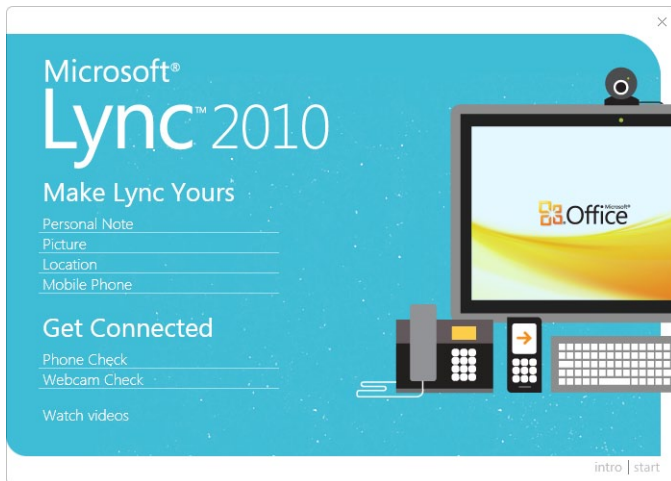 Microsoft®
Lync™ 2010
Make Lync Yours
Personal Note
Picture
Location
Mobile Phone
Microsoft®
Office
Get Connected
Phone Check
Webcam Check
Watch videos
intro | start